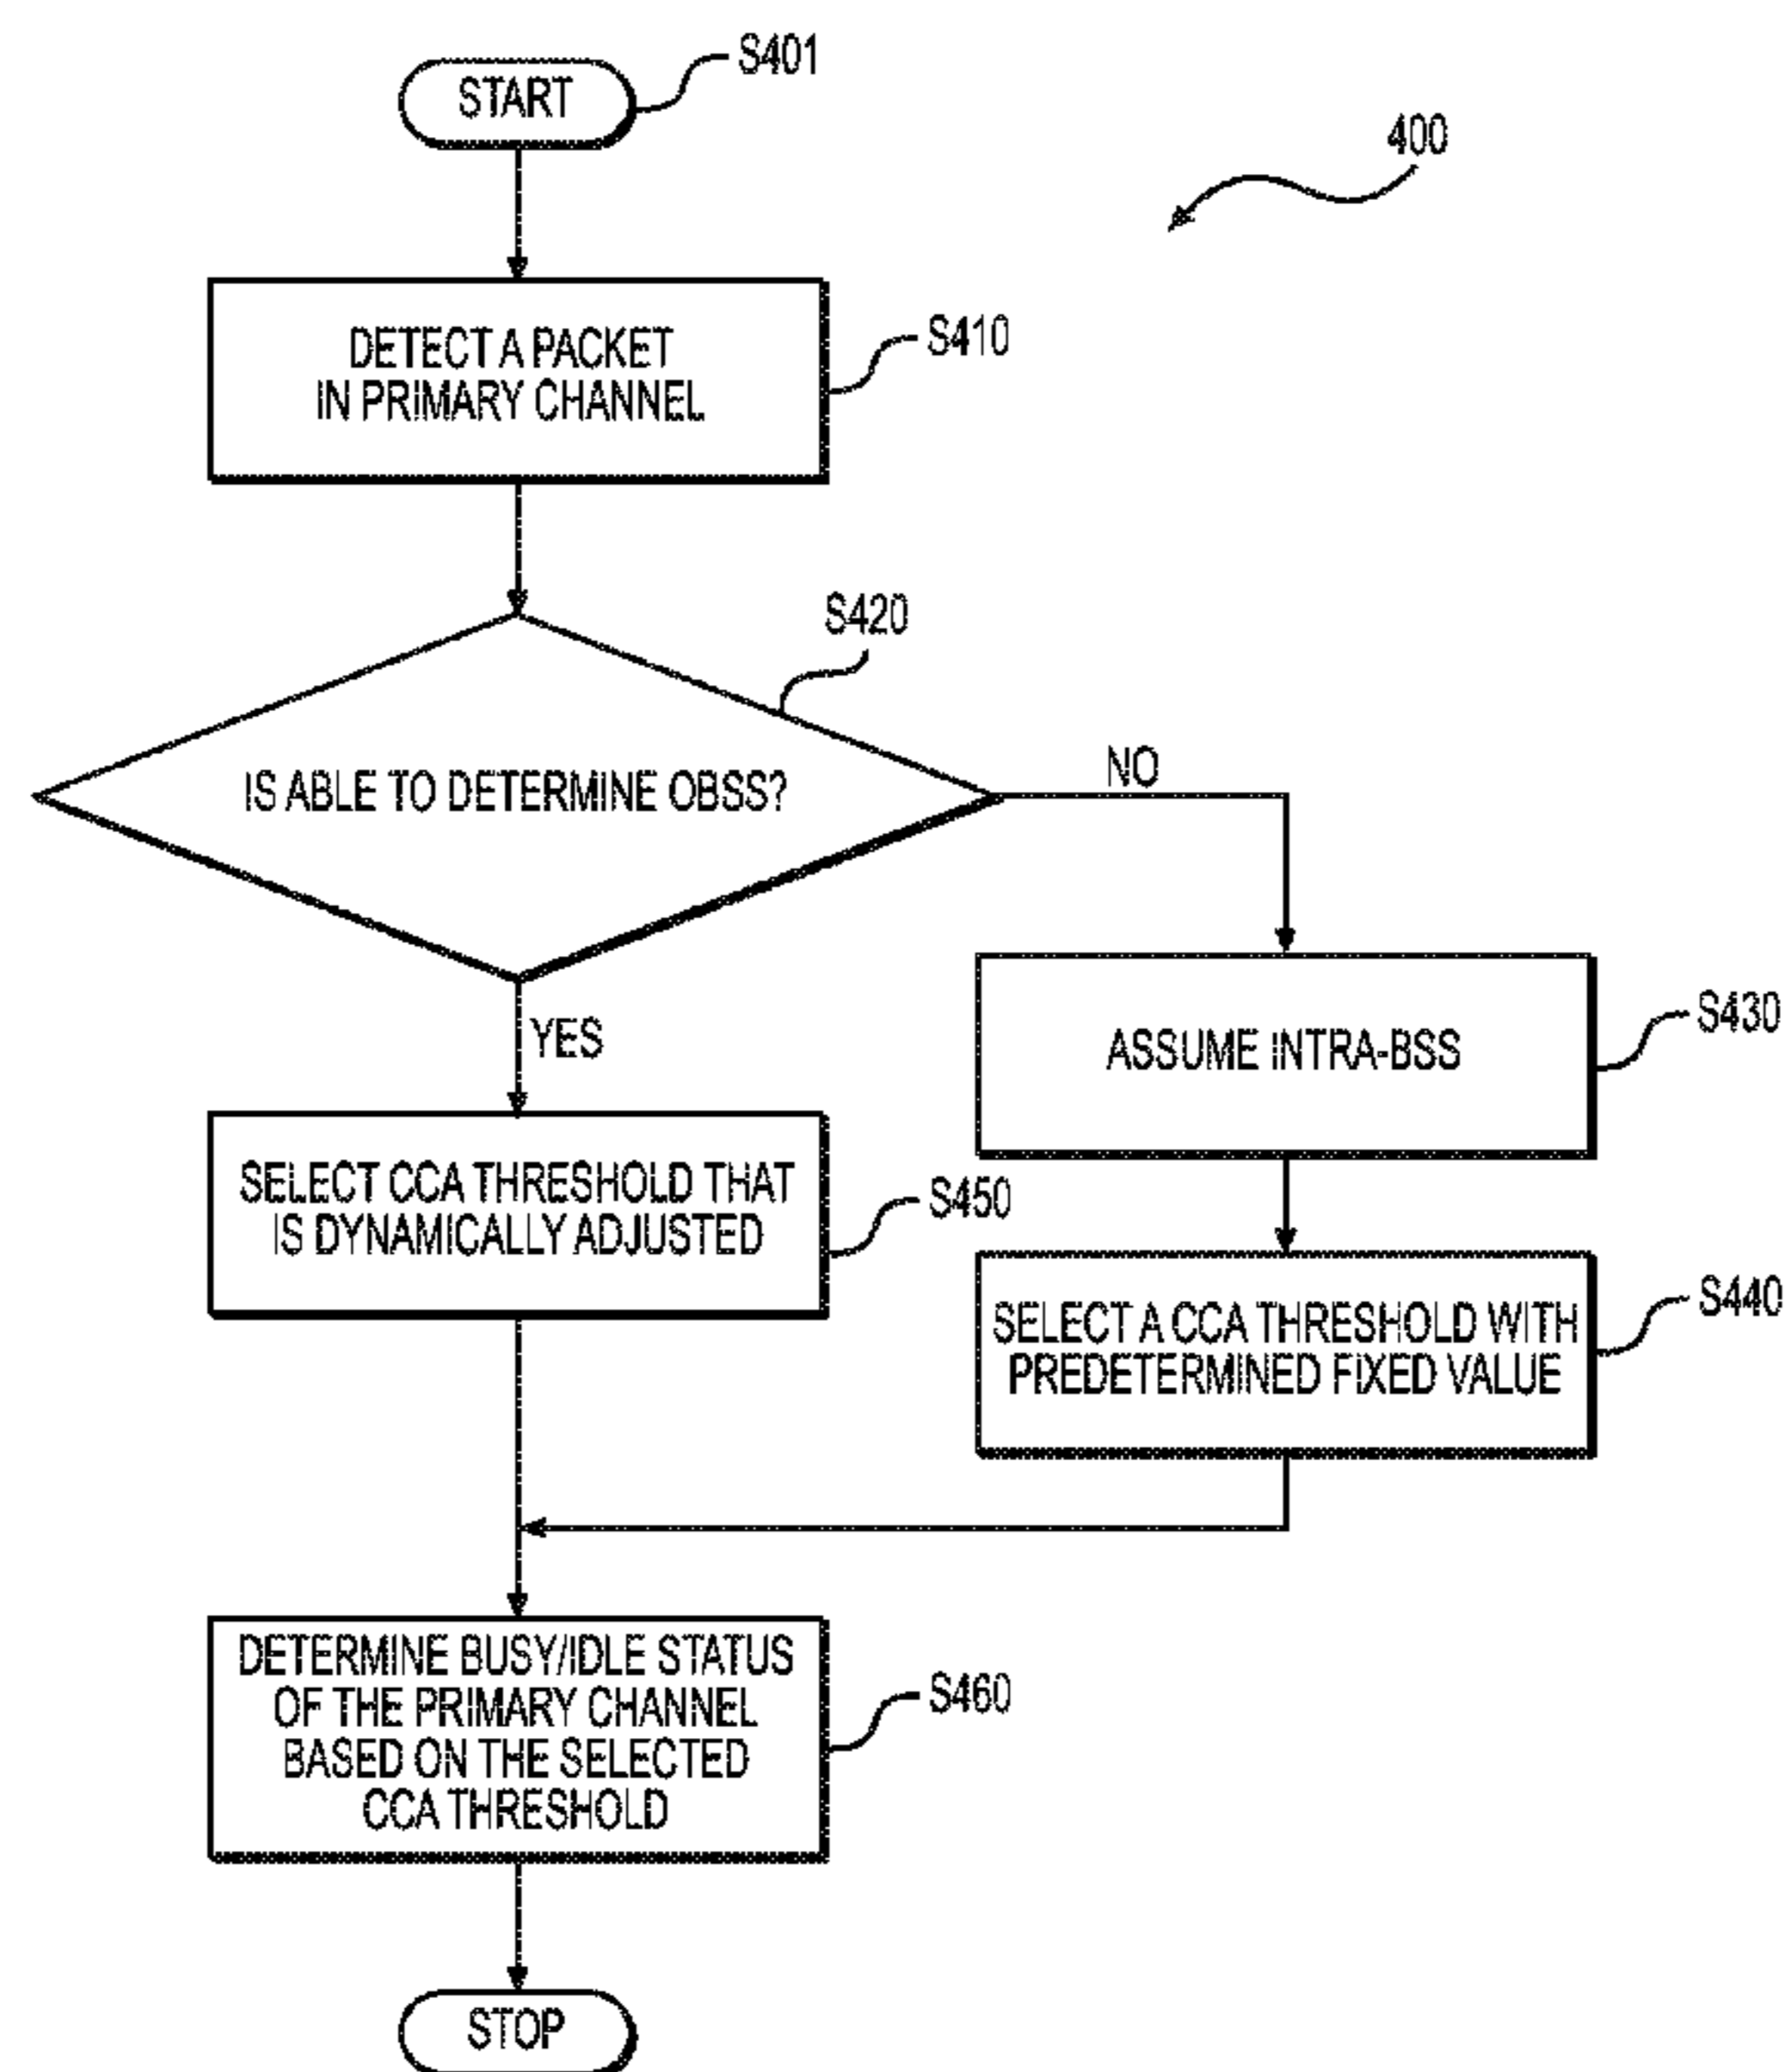 START
S401
400
DETECT A PACKET
IN PRIMARY CHANNEL
S410
S420
IS ABLE TO DETERMINE OBSS?
NO
YES
ASSUME INTRA-BSS
S430
SELECT CCA THRESHOLD THAT
IS DYNAMICALLY ADJUSTED
S450
SELECT A CCA THRESHOLD WITH
PREDETERMINED FIXED VALUE
S440
DETERMINE BUSY/IDLE STATUS
OF THE PRIMARY CHANNEL
BASED ON THE SELECTED
CCA THRESHOLD
S460
STOP